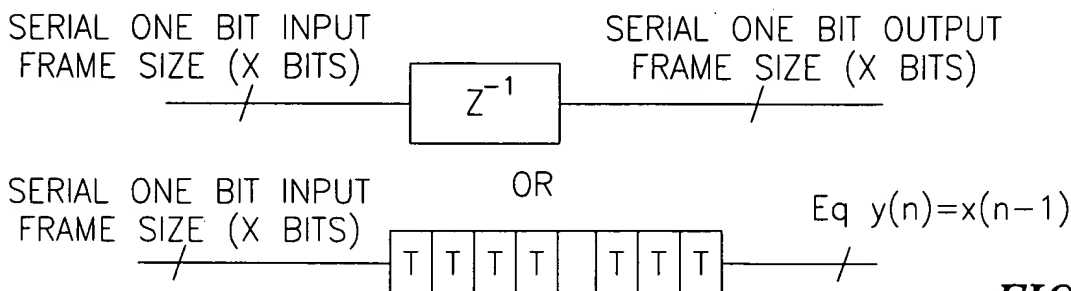 SERIAL ONE BIT INPUT
FRAME SIZE (X BITS)
SERIAL ONE BIT OUTPUT
FRAME SIZE (X BITS)
Z⁻¹
OR
SERIAL ONE BIT INPUT
FRAME SIZE (X BITS)
T T T T T T T
Eq y(n)=x(n−1)